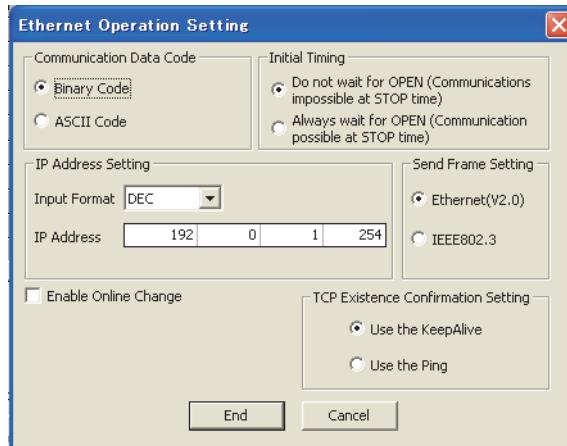 Ethernet Operation Setting
Communication Data Code
Binary Code
ASCII Code
Initial Timing
Do not wait for OPEN (Communications
impossible at STOP time)
Always wait for OPEN (Communication
possible at STOP time)
IP Address Setting
Input Format DEC
IP Address 192 0 1 254
Send Frame Setting
Ethernet(V2.0)
IEEE802.3
Enable Online Change
TCP Existence Confirmation Setting
Use the KeepAlive
Use the Ping
End Cancel